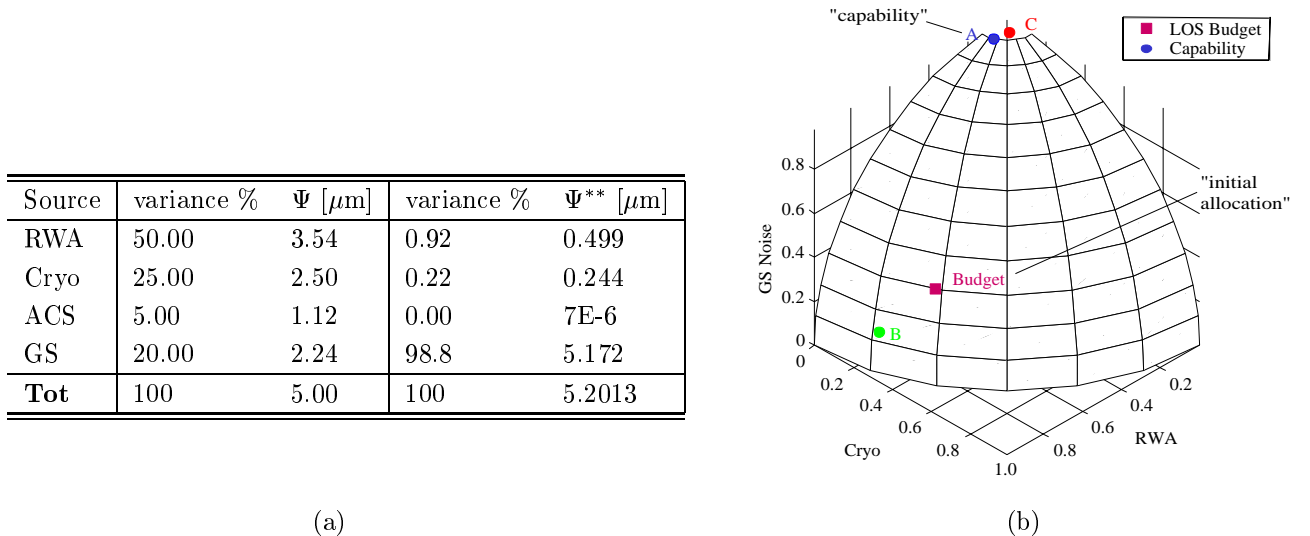 Source variance % Ψ [μm] variance % Ψ** [μm]
RWA 50.00 3.54 0.92 0.499
Cryo 25.00 2.50 0.22 0.244
ACS 5.00 1.12 0.00 7E-6
GS 20.00 2.24 98.8 5.172
Tot 100 5.00 100 5.2013
(a)
"capability"
A
C
LOS Budget
Capability
"initial
allocation"
Budget
B
GS Noise
0.8
0.6
0.4
0.2
0
0
0.2
0.4
0.6
0.8
1.0
Cryo
0.2
0.4
0.6
0.8
RWA
(b)